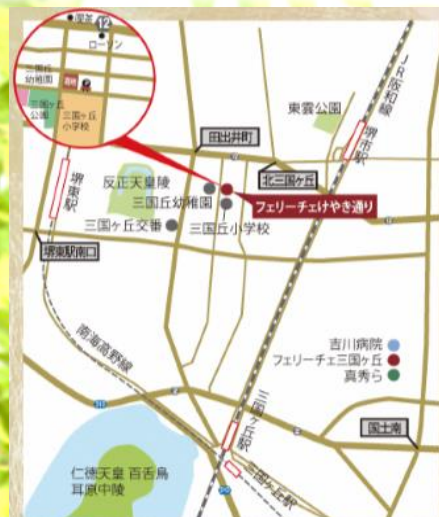 喫茶
12
ローソン
三国丘
幼稚園
三国ヶ丘
公園
三国ヶ丘
小学校
JR阪和線
堺市駅
東雲公園
田出井町
北三国ヶ丘
反正天皇陵
三国丘幼稚園
フェリーチェけやき通り
三国ヶ丘交番
三国丘小学校
堺東駅
堺東駅南口
南海高野線
吉川病院
フェリーチェ三国ヶ丘
真秀ら
三国ヶ丘駅
国土南
三国ヶ丘駅
仁徳天皇 百舌鳥
耳原中陵